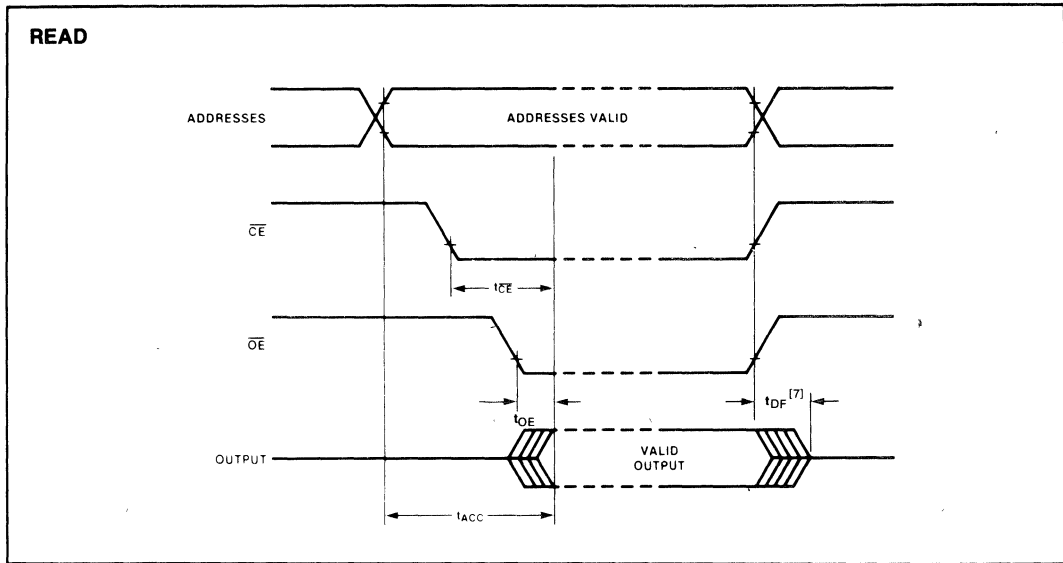 READ
ADDRESSES
ADDRESSES VALID
CE
tCE
OE
tOE
tDF [7]
OUTPUT
VALID
OUTPUT
tACC